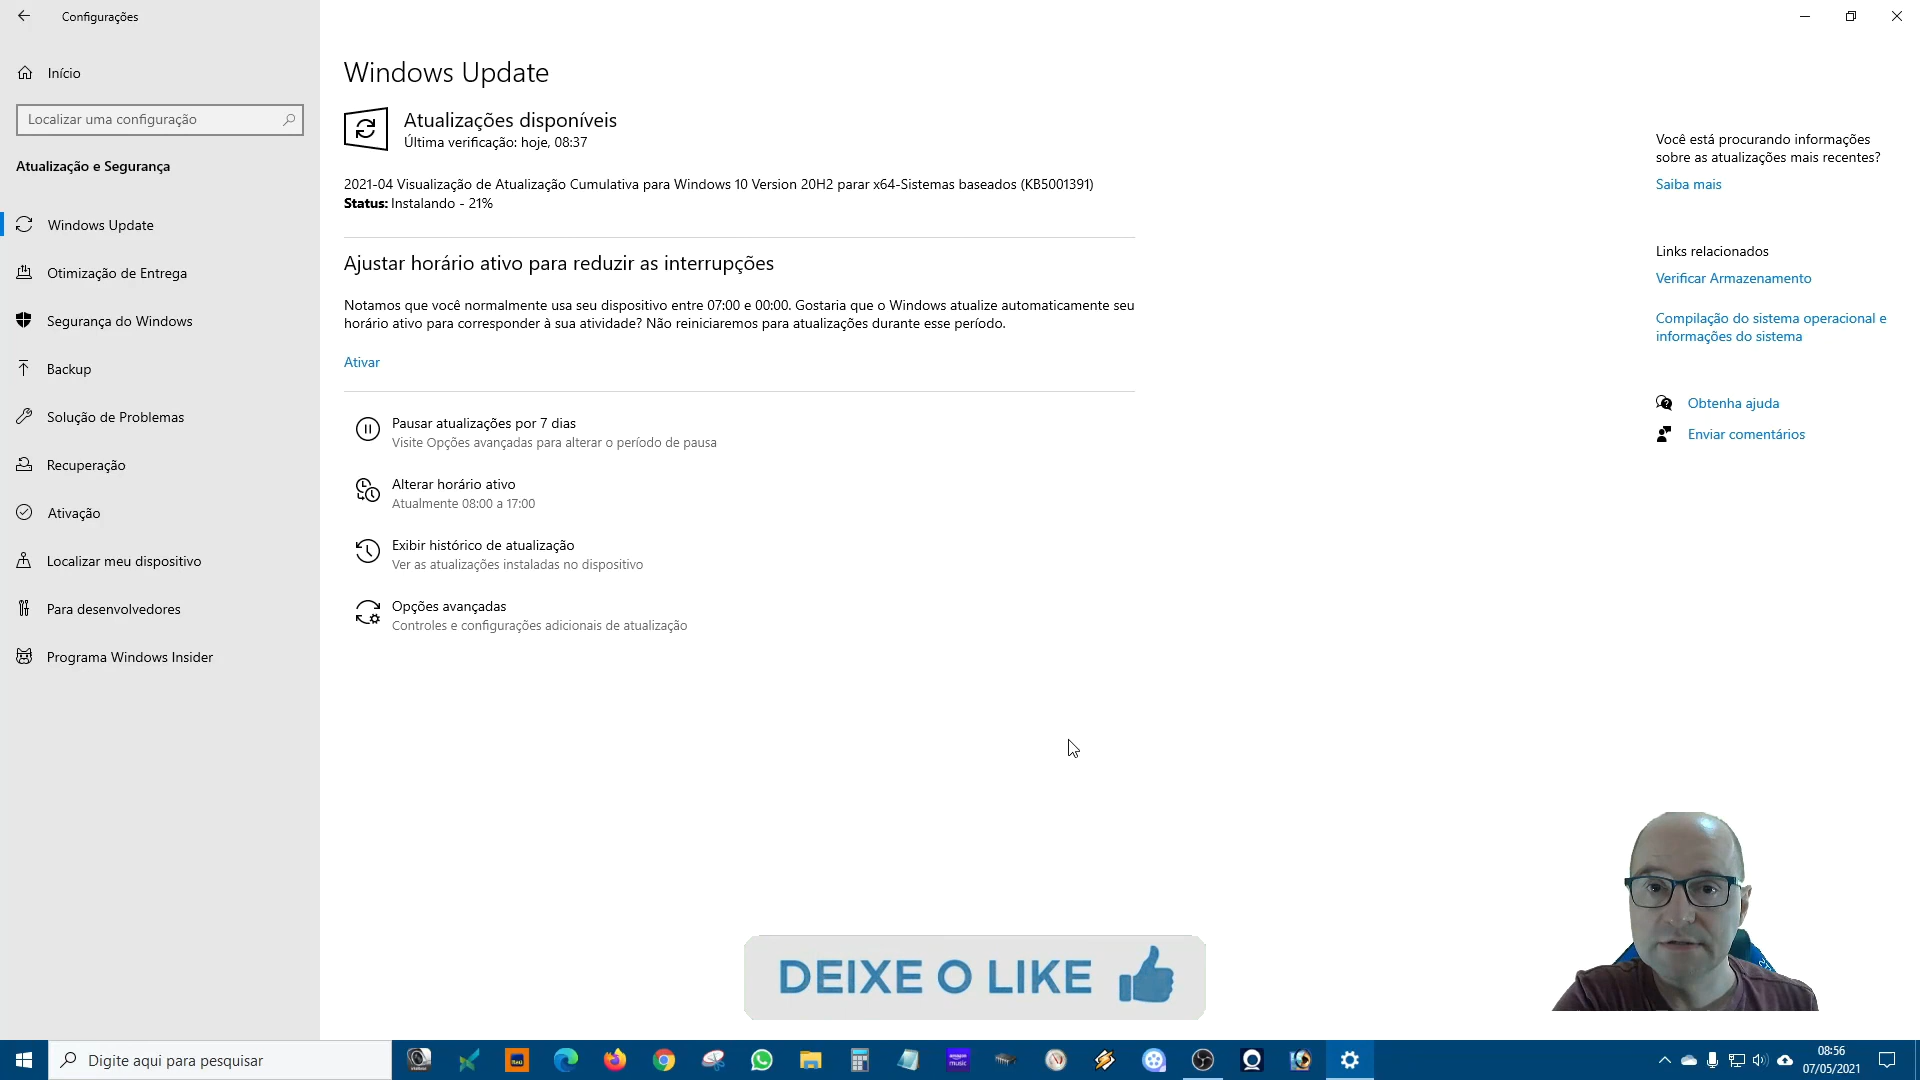 Configurações
Início
Localizar uma configuração
Atualização e Segurança
Windows Update
Otimização de Entrega
Segurança do Windows
Backup
Solução de Problemas
Recuperação
Ativação
Localizar meu dispositivo
Para desenvolvedores
Programa Windows Insider
Windows Update
Atualizações disponíveis
Última verificação: hoje, 08:37
2021-04 Visualização de Atualização Cumulativa para Windows 10 Version 20H2 parar x64-Sistemas baseados (KB5001391)
Status: Instalando - 21%
Ajustar horário ativo para reduzir as interrupções
Notamos que você normalmente usa seu dispositivo entre 07:00 e 00:00. Gostaria que o Windows atualize automaticamente seu
horário ativo para corresponder à sua atividade? Não reiniciaremos para atualizações durante esse período.
Ativar
Pausar atualizações por 7 dias
Visite Opções avançadas para alterar o período de pausa
Alterar horário ativo
Atualmente 08:00 a 17:00
Exibir histórico de atualização
Ver as atualizações instaladas no dispositivo
Opções avançadas
Controles e configurações adicionais de atualização
Você está procurando informações
sobre as atualizações mais recentes?
Saiba mais
Links relacionados
Verificar Armazenamento
Compilação do sistema operacional e
informações do sistema
Obtenha ajuda
Enviar comentários
DEIXE O LIKE
Digite aqui para pesquisar
amazon
music
08:56
07/05/2021